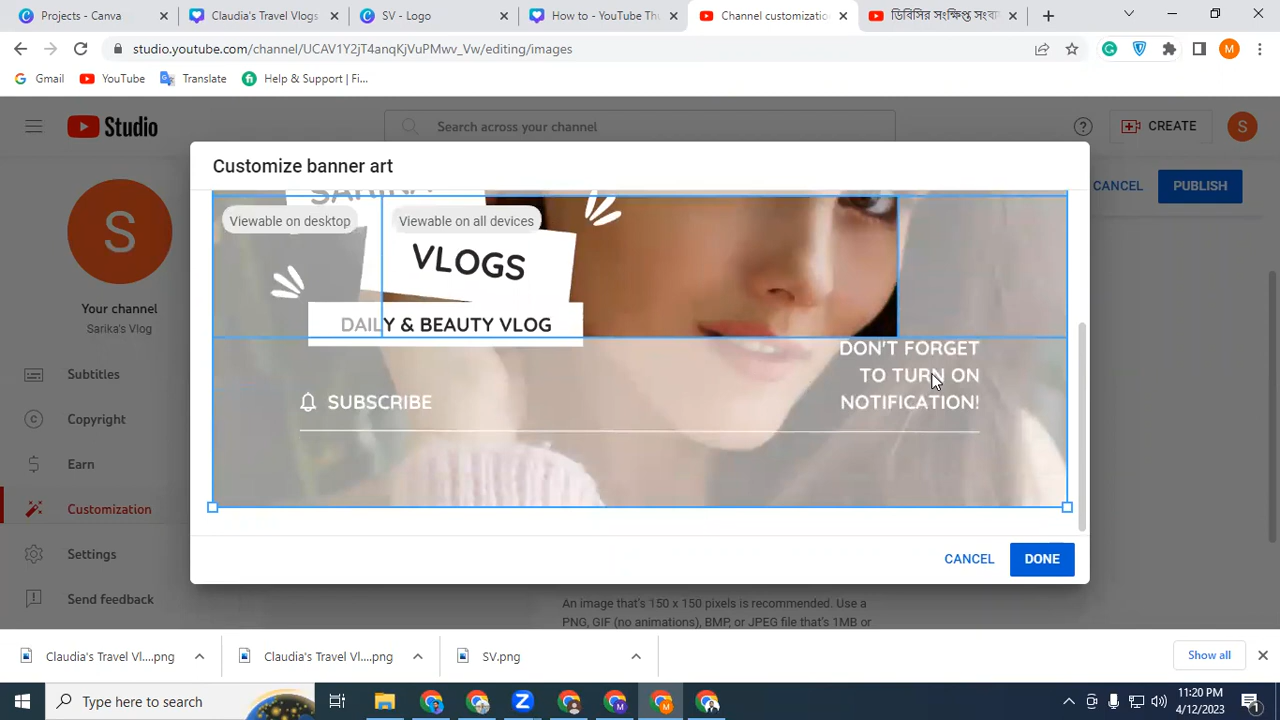 Projects - Canva
Claudia's Travel Vlogs
SV - Logo
How to - YouTube Thu
Channel customizatio
ডিবিসির সংক্ষিপ্ত সংবাদ
studio.youtube.com/channel/UCAV1Y2jT4anqKjVuPMwv_Vw/editing/images
M
Gmail
YouTube
Translate
Help & Support | Fi...
Studio
Search across your channel
CREATE
S
Customize banner art
CANCEL
PUBLISH
S
SARIKA
Viewable on desktop
Viewable on all devices
VLOGS
DAILY & BEAUTY VLOG
DON'T FORGET
TO TURN ON
NOTIFICATION!
SUBSCRIBE
Your channel
Sarika's Vlog
Subtitles
Copyright
Earn
Customization
Settings
Send feedback
CANCEL
DONE
An image that's 150 x 150 pixels is recommended. Use a
PNG, GIF (no animations), BMP, or JPEG file that's 1MB or
Claudia's Travel Vl....png
Claudia's Travel Vl....png
SV.png
Show all
Type here to search
11:20 PM
4/12/2023